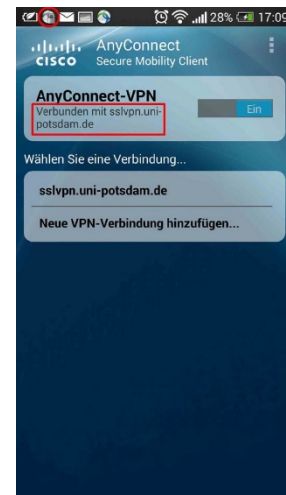 28% 17:09
CISCO AnyConnect
Secure Mobility Client
AnyConnect-VPN
Verbunden mit sslvpn.uni-
potsdam.de
Ein
Wählen Sie eine Verbindung...
sslvpn.uni-potsdam.de
Neue VPN-Verbindung hinzufügen...